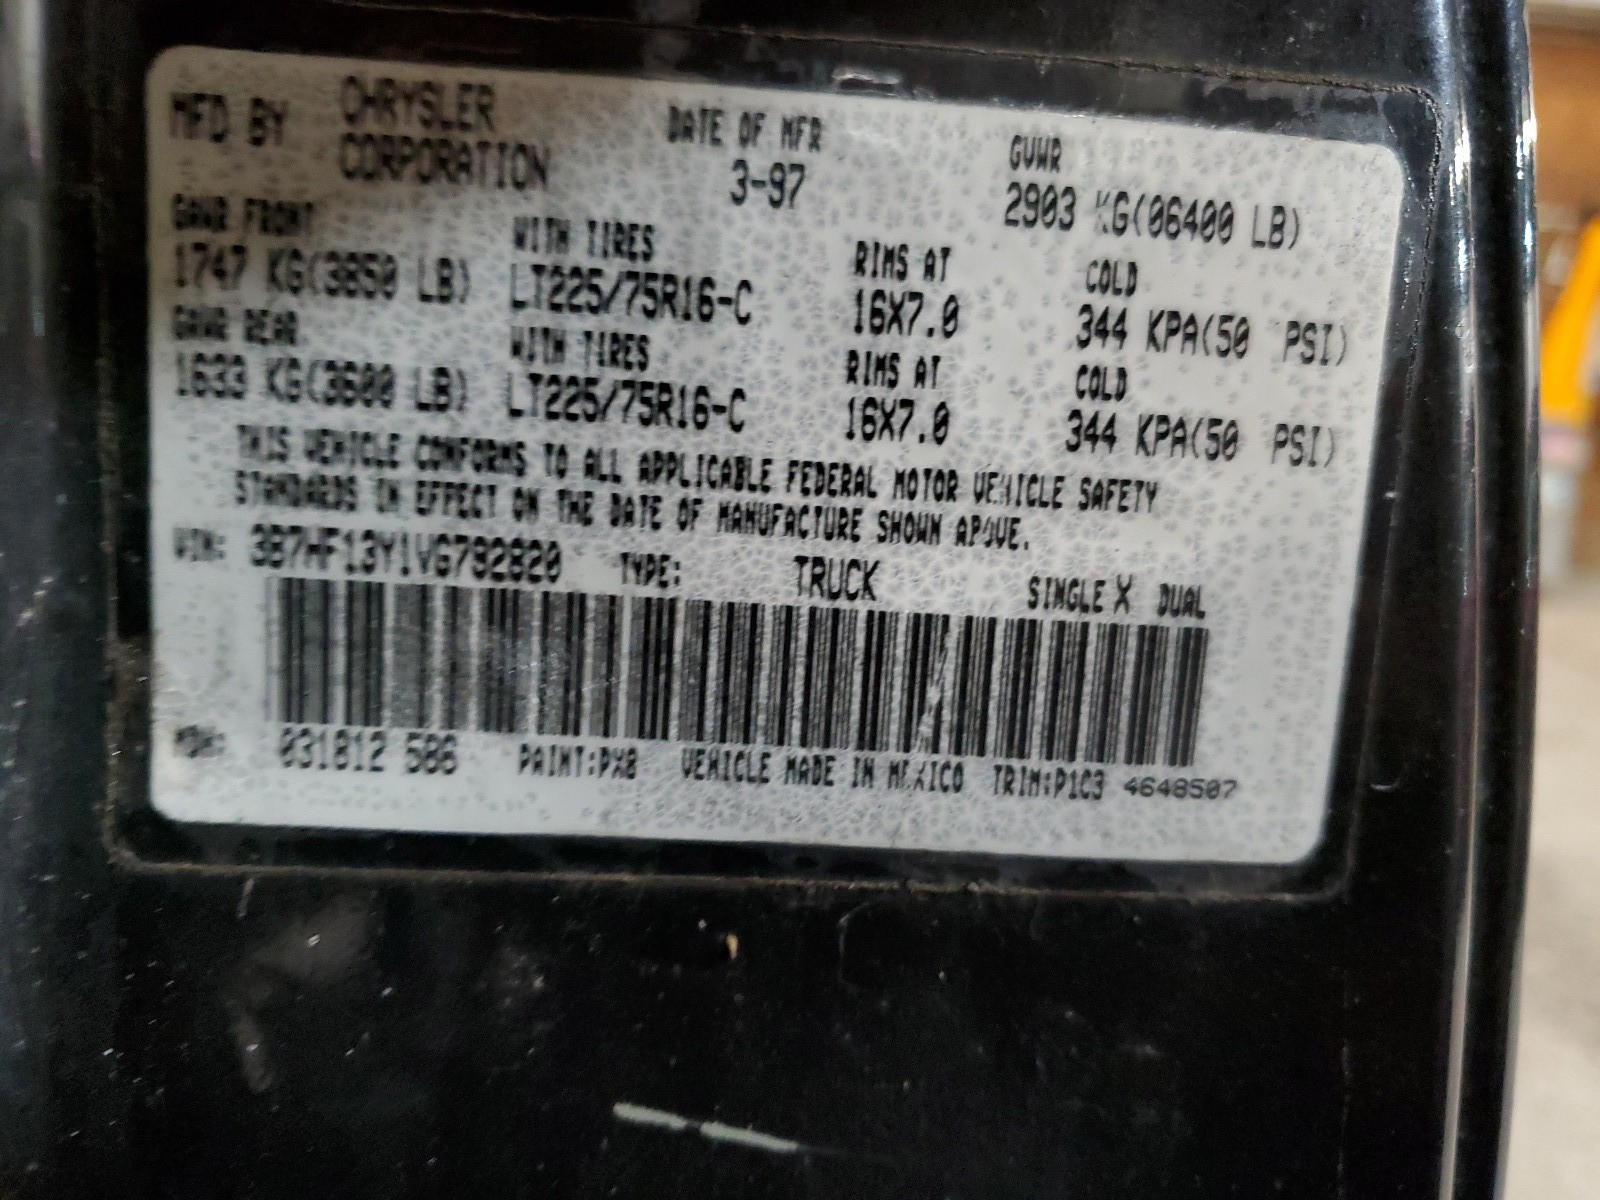 MFD BY CHRYSLER CORPORATION DATE OF MFR 3-97 GVWR 2903 KG(06400 LB)
GAWR FRONT WITH TIRES RIMS AT COLD
1747 KG(3850 LB) LT225/75R16-C 16X7.0 344 KPA(50 PSI)
GAWR REAR WITH TIRES RIMS AT COLD
1633 KG(3600 LB) LT225/75R16-C 16X7.0 344 KPA(50 PSI)
THIS VEHICLE CONFORMS TO ALL APPLICABLE FEDERAL MOTOR VEHICLE SAFETY
STANDARDS IN EFFECT ON THE DATE OF MANUFACTURE SHOWN ABOVE.
VIN: 3B7HF13Y1VG792820 TYPE: TRUCK SINGLE X DUAL
MDH: 031812 586 PAINT:PX8 VEHICLE MADE IN MEXICO TRIM:P1C3 4648507